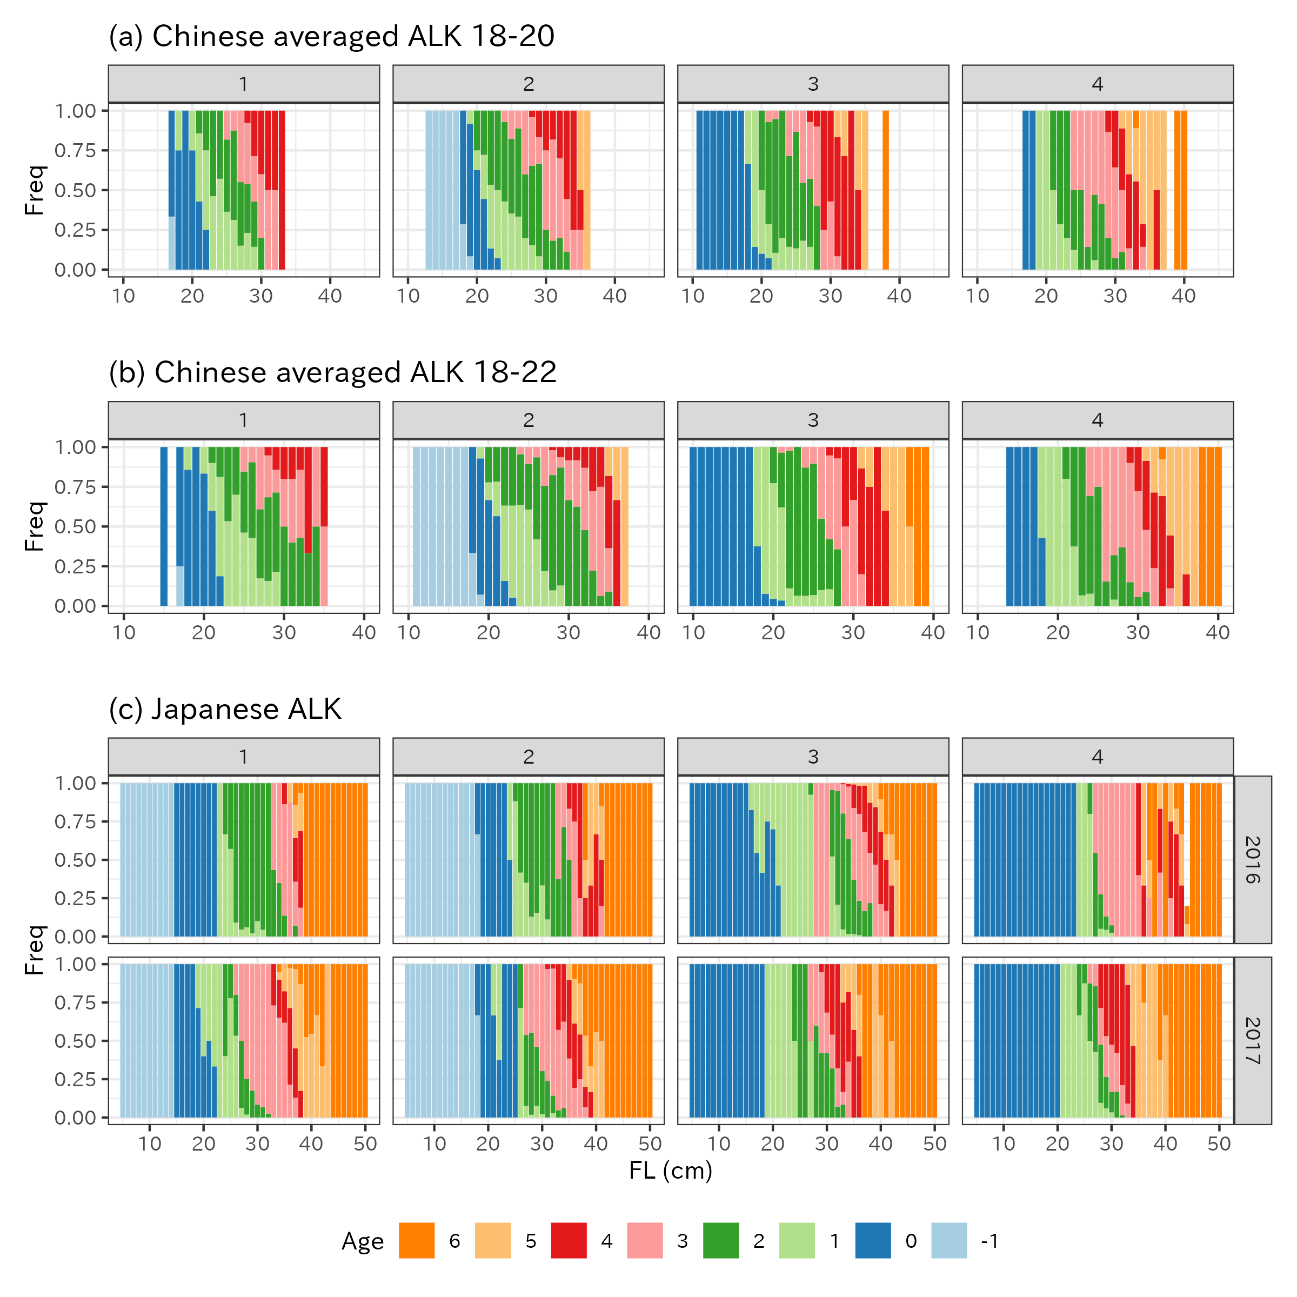 (a) Chinese averaged ALK 18-20
1 2 3 4
Freq
1.00
0.75
0.50
0.25
0.00
10 20 30 40 10 20 30 40 10 20 30 40 10 20 30 40
(b) Chinese averaged ALK 18-22
1 2 3 4
Freq
1.00
0.75
0.50
0.25
0.00
10 20 30 40 10 20 30 40 10 20 30 40 10 20 30 40
(c) Japanese ALK
1 2 3 4
Freq
1.00
0.75
0.50
0.25
0.00
2016
1.00
0.75
0.50
0.25
0.00
2017
10 20 30 40 50 10 20 30 40 50 10 20 30 40 50 10 20 30 40 50
FL (cm)
Age 6 5 4 3 2 1 0 -1